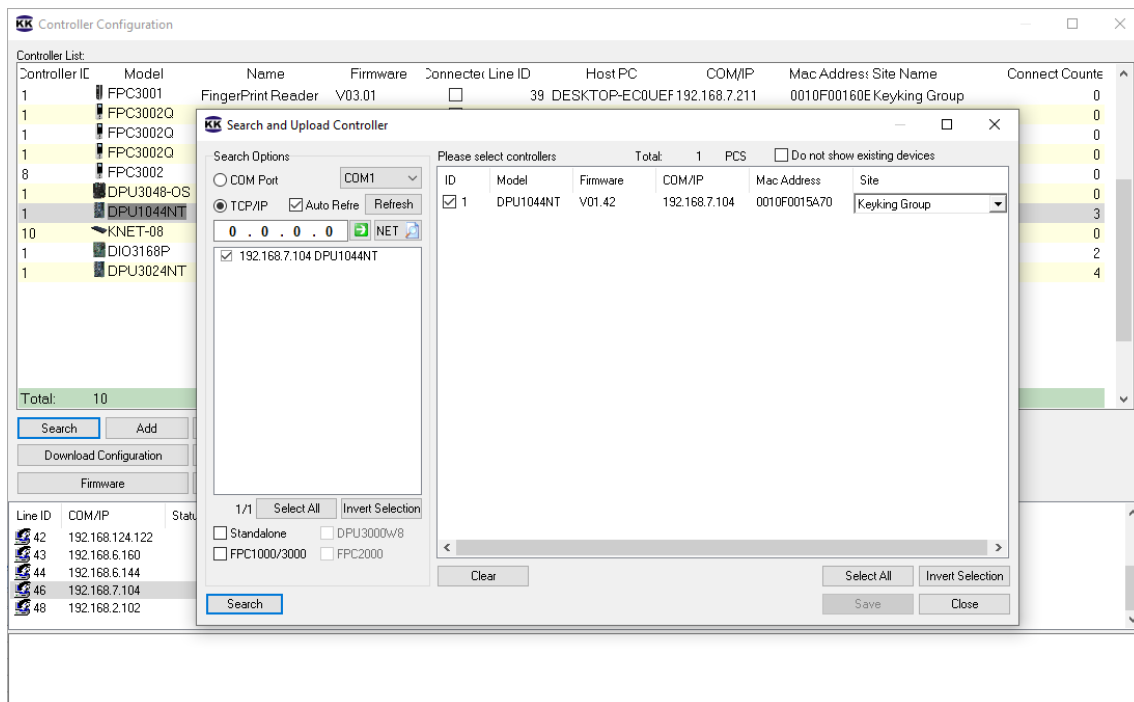 KK Controller Configuration
Controller List:
Controller ID Model Name Firmware Connected Line ID Host PC COM/IP Mac Address Site Name Connect Counte
1 FPC3001 FingerPrint Reader V03.01 39 DESKTOP-EC0UEF 192.168.7.211 0010F00160E Keyking Group 0
1 FPC3002Q 0
1 FPC3002Q 0
1 FPC3002Q 0
8 FPC3002 0
1 DPU3048-OS 0
1 DPU1044NT 3
10 KNET-08 0
1 DIO3168P 2
1 DPU3024NT 4
Total: 10
Search Add
Download Configuration
Firmware
Line ID COM/IP Statu
42 192.168.124.122
43 192.168.6.160
44 192.168.6.144
46 192.168.7.104
48 192.168.2.102
KK Search and Upload Controller
Search Options
COM Port COM1
TCP/IP Auto Refre Refresh
0 . 0 . 0 . 0 NET
192.168.7.104 DPU1044NT
1/1 Select All Invert Selection
Standalone DPU3000W8
FPC1000/3000 FPC2000
Search
Please select controllers Total: 1 PCS Do not show existing devices
ID Model Firmware COM/IP Mac Address Site
1 DPU1044NT V01.42 192.168.7.104 0010F0015A70 Keyking Group
Clear Select All Invert Selection
Save Close